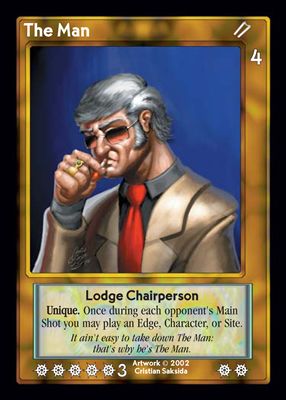 The Man
4
Lodge Chairperson
Unique. Once during each opponent's Main
Shot you may play an Edge, Character, or Site.
It ain't easy to take down The Man:
that's why he's The Man.
3
Artwork © 2002
Cristian Saksida